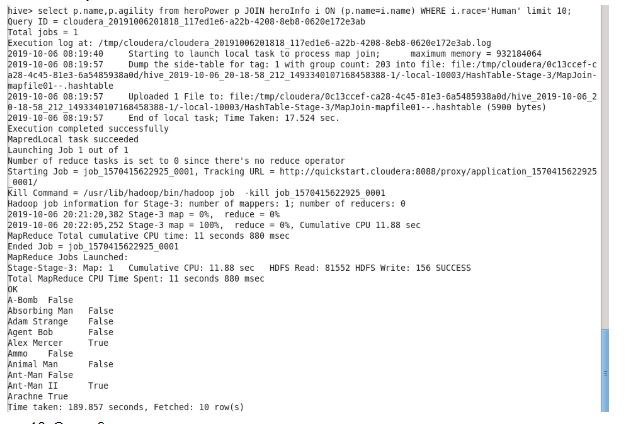 hive> select p.name,p.agility from heroPower p JOIN heroInfo i ON (p.name=i.name) WHERE i.race='Human' limit 10;
Query ID = cloudera_20191006201818_117ed1e6-a22b-4208-8eb8-0620e172e3ab
Total jobs = 1
Execution log at: /tmp/cloudera/cloudera_20191006201818_117ed1e6-a22b-4208-8eb8-0620e172e3ab.log
2019-10-06 08:19:40 Starting to launch local task to process map join; maximum memory = 932184064
2019-10-06 08:19:57 Dump the side-table for tag: 1 with group count: 203 into file: file:/tmp/cloudera/0c13ccef-c
a28-4c45-81e3-6a5485938a0d/hive_2019-10-06_20-18-58_212_1493340107168458388-1/-local-10003/HashTable-Stage-3/MapJoin-
mapfile01--.hashtable
2019-10-06 08:19:57 Uploaded 1 File to: file:/tmp/cloudera/0c13ccef-ca28-4c45-81e3-6a5485938a0d/hive_2019-10-06_2
0-18-58_212_1493340107168458388-1/-local-10003/HashTable-Stage-3/MapJoin-mapfile01--.hashtable (5900 bytes)
2019-10-06 08:19:57 End of local task; Time Taken: 17.524 sec.
Execution completed successfully
MapredLocal task succeeded
Launching Job 1 out of 1
Number of reduce tasks is set to 0 since there's no reduce operator
Starting Job = job_1570415622925_0001, Tracking URL = http://quickstart.cloudera:8088/proxy/application_1570415622925
_0001/
Kill Command = /usr/lib/hadoop/bin/hadoop job -kill job_1570415622925_0001
Hadoop job information for Stage-3: number of mappers: 1; number of reducers: 0
2019-10-06 20:21:20,382 Stage-3 map = 0%, reduce = 0%
2019-10-06 20:22:05,252 Stage-3 map = 100%, reduce = 0%, Cumulative CPU 11.88 sec
MapReduce Total cumulative CPU time: 11 seconds 880 msec
Ended Job = job_1570415622925_0001
MapReduce Jobs Launched:
Stage-Stage-3: Map: 1 Cumulative CPU: 11.88 sec HDFS Read: 81552 HDFS Write: 156 SUCCESS
Total MapReduce CPU Time Spent: 11 seconds 880 msec
OK
A-Bomb False
Absorbing Man False
Adam Strange False
Agent Bob False
Alex Mercer True
Ammo False
Animal Man False
Ant-Man False
Ant-Man II True
Arachne True
Time taken: 189.857 seconds, Fetched: 10 row(s)